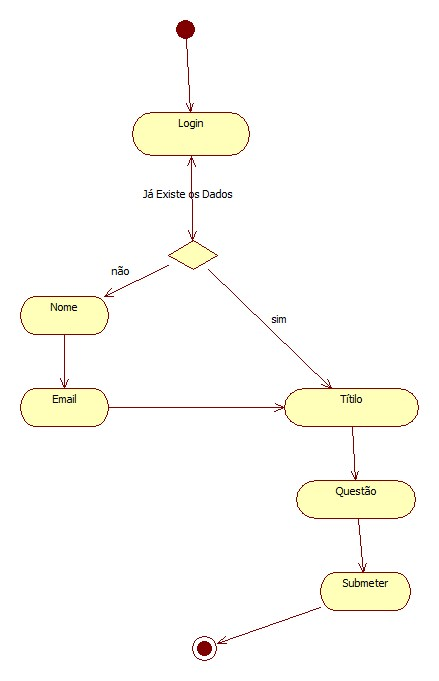 Login
Já Existe os Dados
não
Nome
sim
Email
Títilo
Questão
Submeter